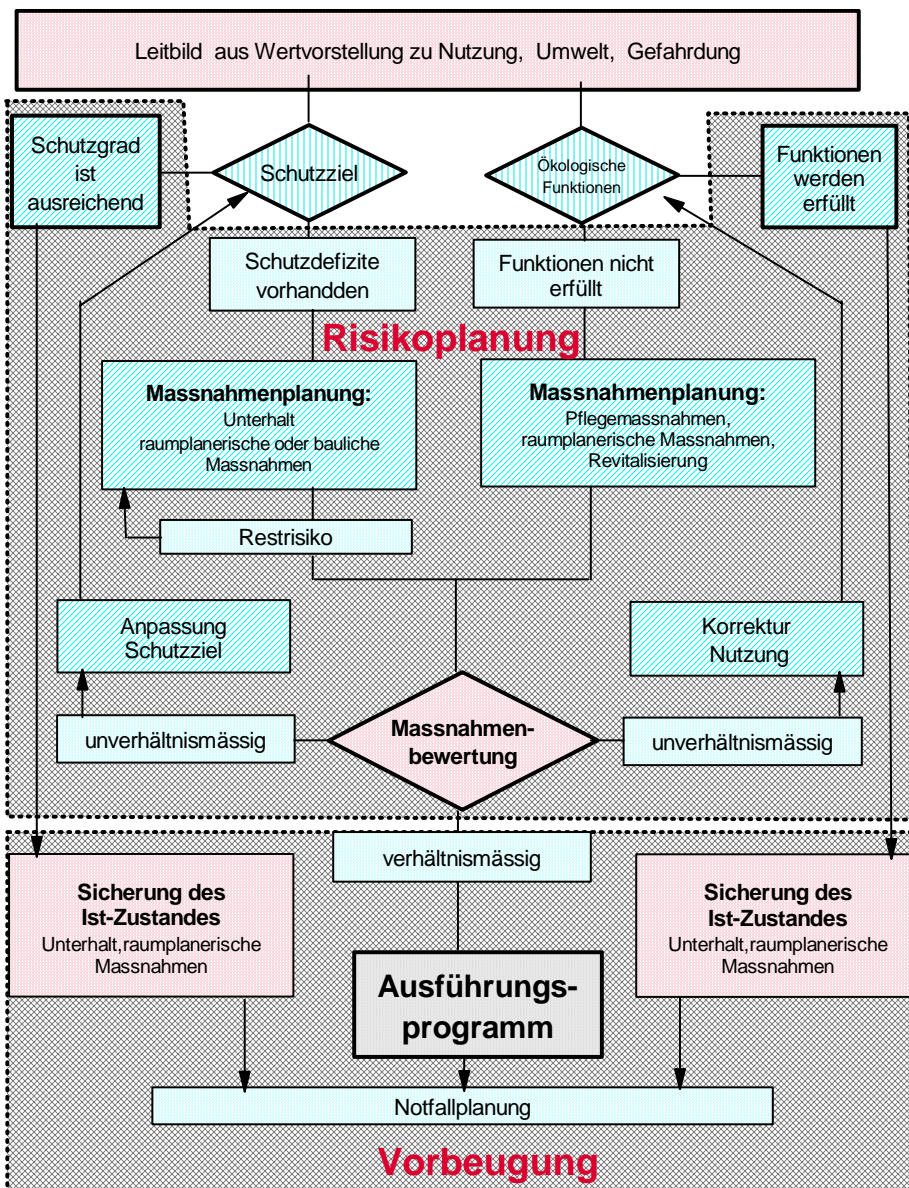 Leitbild aus Wertvorstellung zu Nutzung, Umwelt, Gefahrdung
Schutzgrad
ist
ausreichend
Schutzziel
Ökologische
Funktionen
Funktionen
werden
erfüllt
Schutzdefizite
vorhandden
Funktionen nicht
erfüllt
Risikoplanung
Massnahmenplanung:
Unterhalt
raumplanerische oder bauliche
Massnahmen
Massnahmenplanung:
Pflegemassnahmen,
raumplanerische Massnahmen,
Revitalisierung
Restrisiko
Anpassung
Schutzziel
Korrektur
Nutzung
unverhältnismässig
Massnahmen-
bewertung
unverhältnismässig
verhältnismässig
Sicherung des
Ist-Zustandes
Unterhalt,raumplanerische
Massnahmen
Sicherung des
Ist-Zustandes
Unterhalt,raumplanerische
Massnahmen
Ausführungs-
programm
Notfallplanung
Vorbeugung